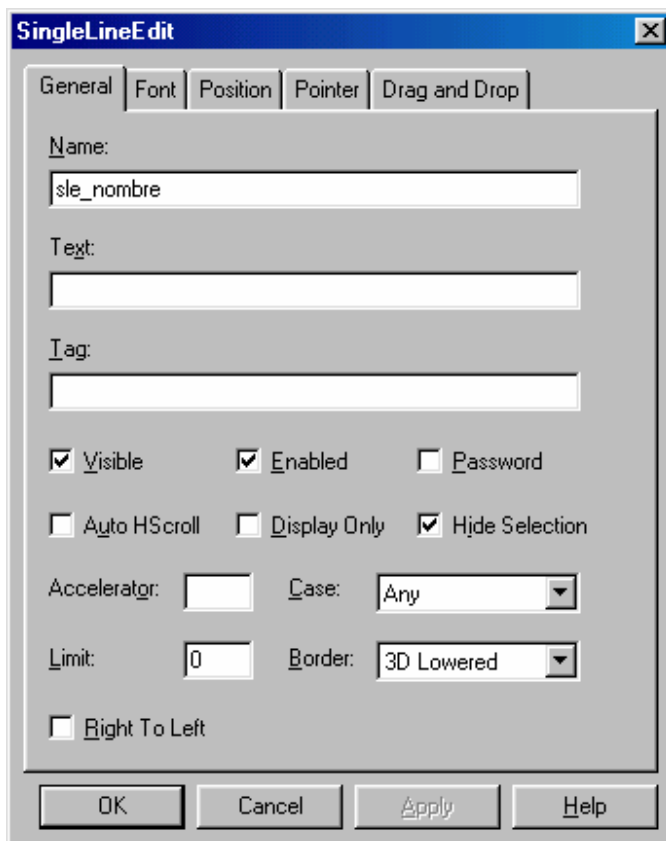 SingleLineEdit
General Font Position Pointer Drag and Drop
Name:
sle_nombre
Text:
Tag:
Visible Enabled Password
Auto HScroll Display Only Hide Selection
Accelerator: Case: Any
Limit: 0 Border: 3D Lowered
Right To Left
OK Cancel Apply Help